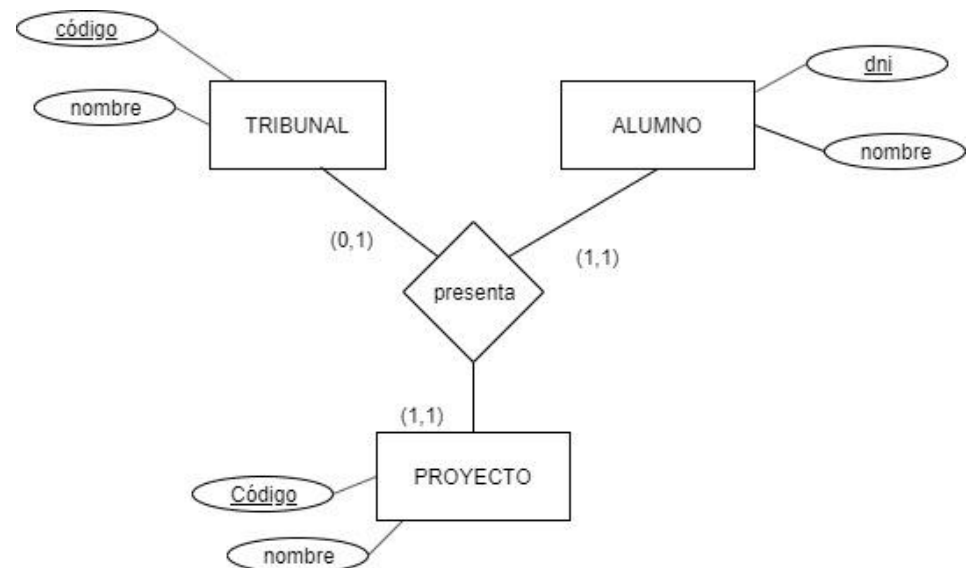 código
nombre
TRIBUNAL
ALUMNO
dni
nombre
(0,1)
(1,1)
presenta
(1,1)
PROYECTO
Código
nombre